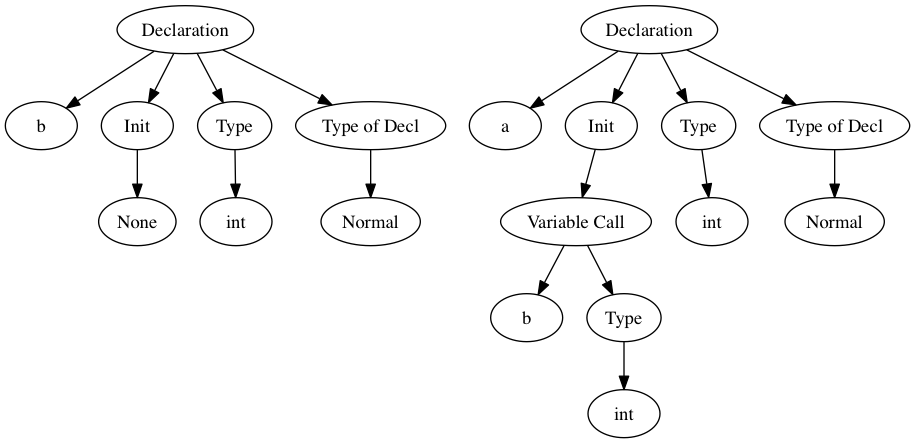 Declaration
Declaration
b
Init
Type
Type of Decl
a
Init
Type
Type of Decl
None
int
Normal
Variable Call
int
Normal
b
Type
int